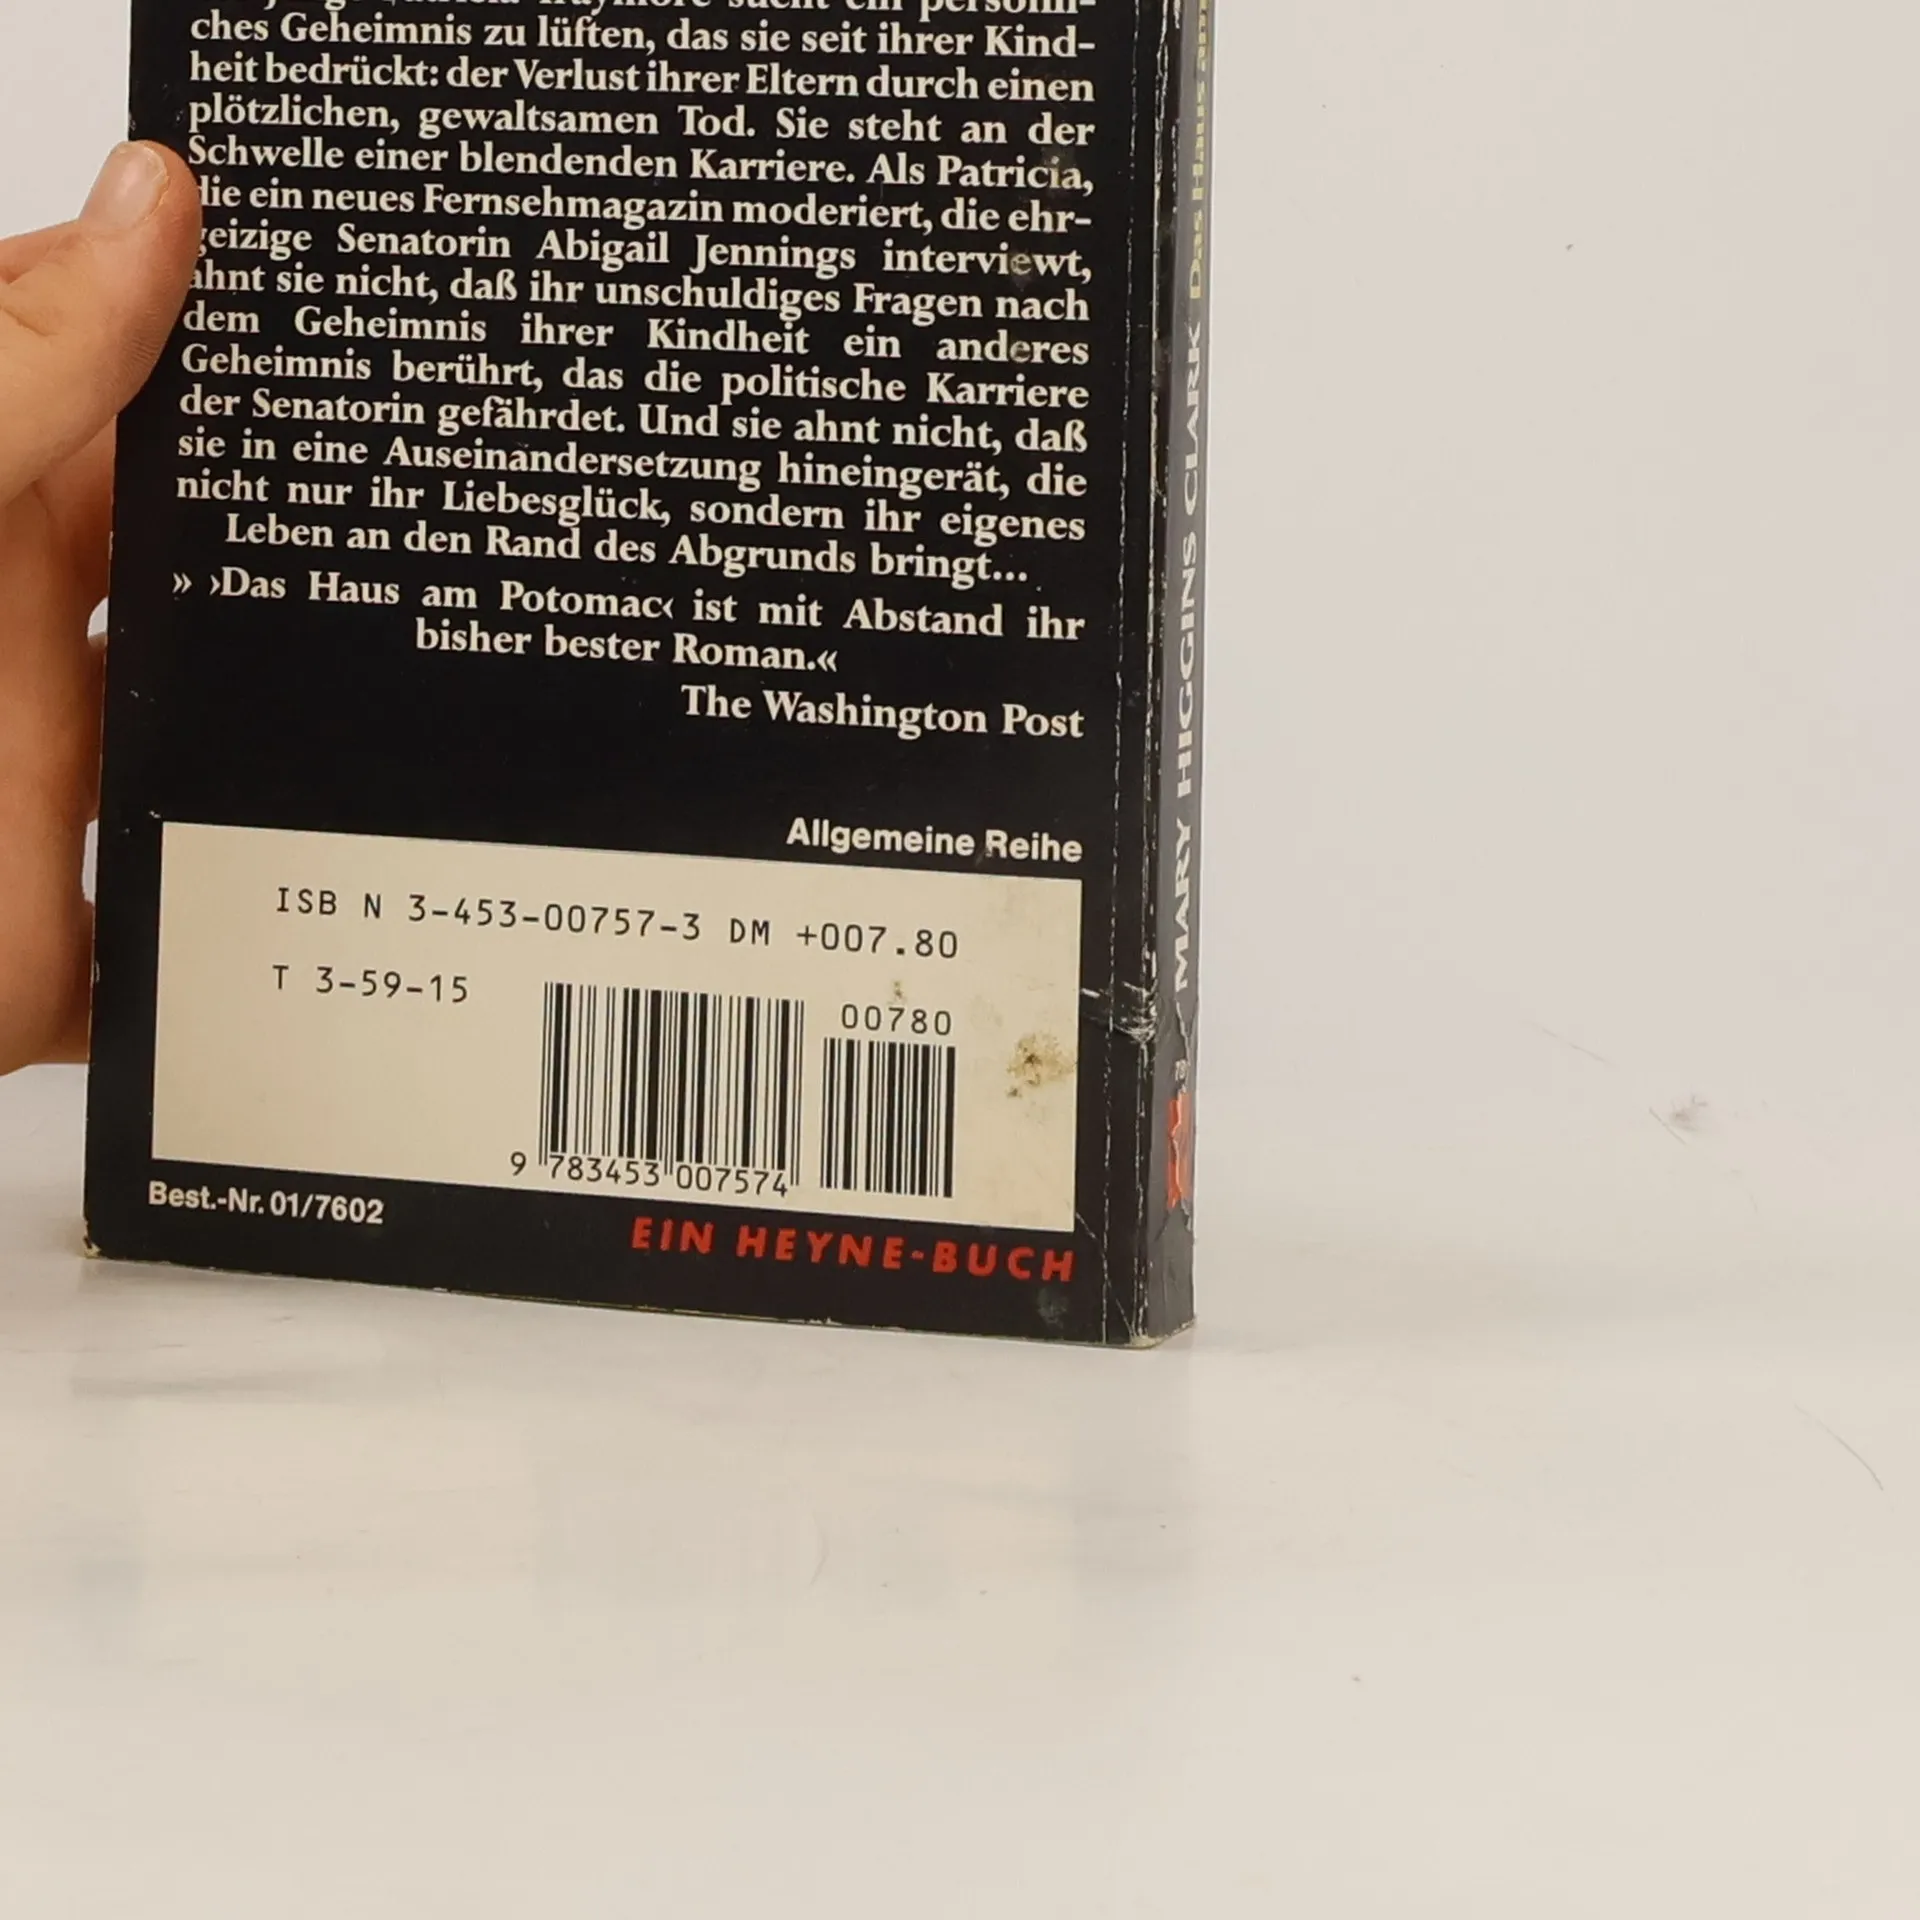 sucht ein persönli-
ches Geheimnis zu lüften, das sie seit ihrer Kind-
heit bedrückt: der Verlust ihrer Eltern durch einen
plötzlichen, gewaltsamen Tod. Sie steht an der
Schwelle einer blendenden Karriere. Als Patricia,
die ein neues Fernsehmagazin moderiert, die ehr-
geizige Senatorin Abigail Jennings interviewt,
ahnt sie nicht, daß ihr unschuldiges Fragen nach
dem Geheimnis ihrer Kindheit ein anderes
Geheimnis berührt, das die politische Karriere
der Senatorin gefährdet. Und sie ahnt nicht, daß
sie in eine Auseinandersetzung hineingerät, die
nicht nur ihr Liebesglück, sondern ihr eigenes
Leben an den Rand des Abgrunds bringt...
» ›Das Haus am Potomac‹ ist mit Abstand ihr
bisher bester Roman.«
The Washington Post
Allgemeine Reihe
ISB N 3-453-00757-3 DM +007.80
T 3-59-15
00780
9 783453 007574
Best.-Nr. 01/7602
EIN HEYNE-BUCH
MARY HIGGINS CLARK Das Haus am